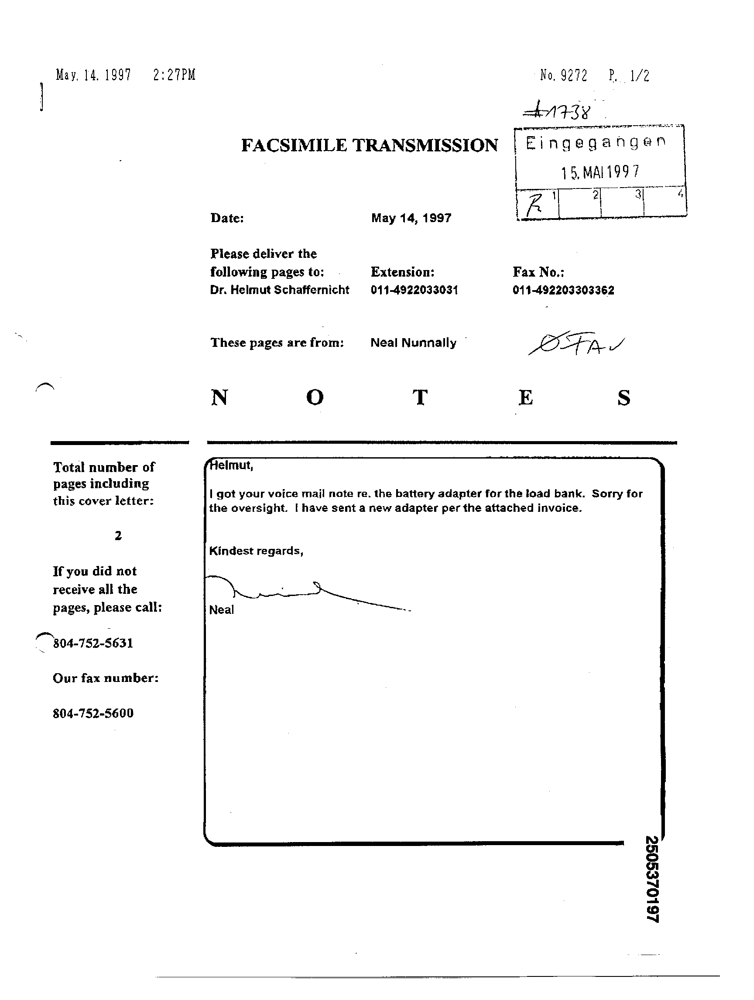 May. 14. 1997 2:27PM No. 9272 P. 1/2
#1738
FACSIMILE TRANSMISSION
Eingegangen
15. MAI 1997
R 1 2 3 4
Date: May 14, 1997
Please deliver the
following pages to: Extension: Fax No.:
Dr. Helmut Schaffernicht 011-4922033031 011-492203303362
These pages are from: Neal Nunnally
N O T E S
Total number of
pages including
this cover letter:
2
If you did not
receive all the
pages, please call:
804-752-5631
Our fax number:
804-752-5600
Helmut,
I got your voice mail note re. the battery adapter for the load bank. Sorry for
the oversight. I have sent a new adapter per the attached invoice.
Kindest regards,
Neal
2505370197